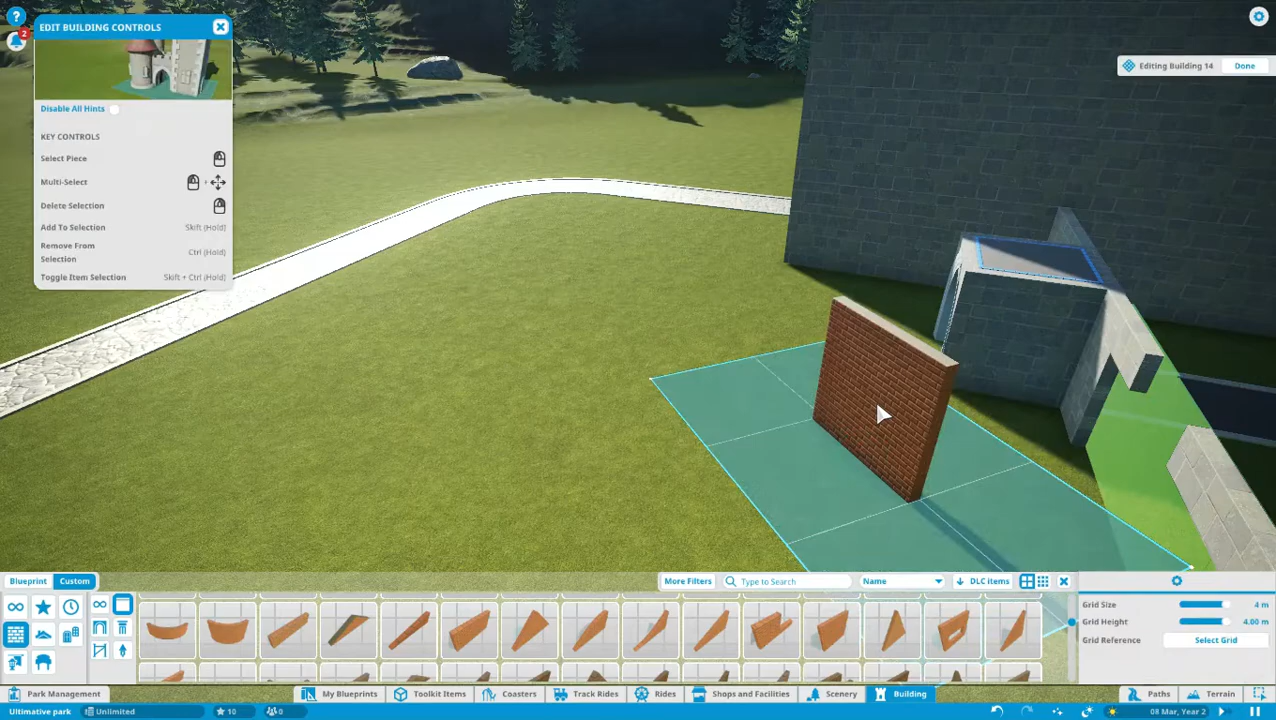 ?
2
EDIT BUILDING CONTROLS
Disable All Hints
KEY CONTROLS
Select Piece
Multi-Select
+
Delete Selection
Add To Selection Skift (Hold)
Remove From
Selection
Ctrl (Hold)
Toggle Item Selection Skift + Ctrl (Hold)
Editing Building 14 Done
Blueprint Custom
More Filters Type to Search Name DLC items
Grid Size 4 m
Grid Height 4.00 m
Grid Reference Select Grid
Park Management My Blueprints Toolkit Items Coasters Track Rides Rides Shops and Facilities Scenery Building Paths Terrain
Ultimative park Unlimited 10 0 08 Mar, Year 2